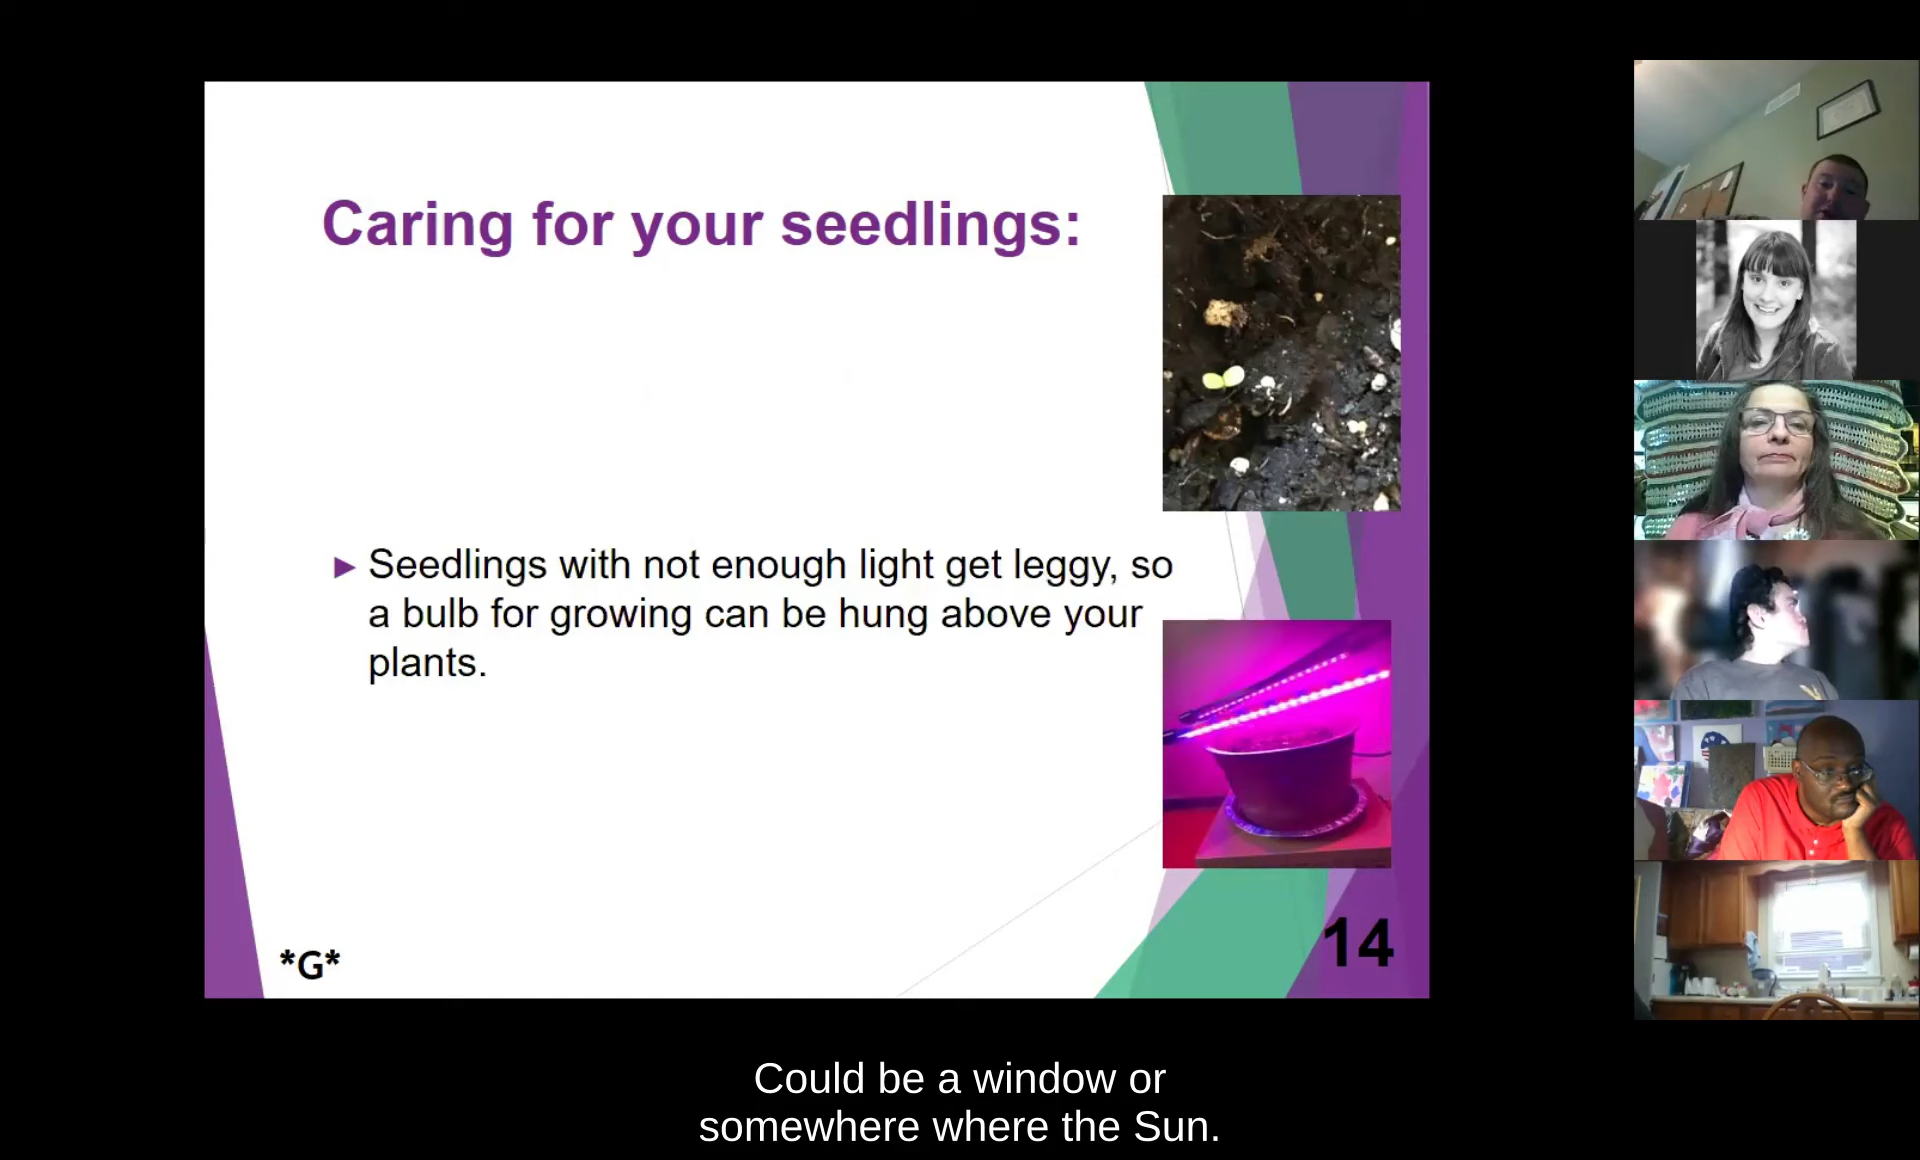 Caring for your seedlings:
► Seedlings with not enough light get leggy, so
a bulb for growing can be hung above your
plants.
*G*
14
Could be a window or
somewhere where the Sun.